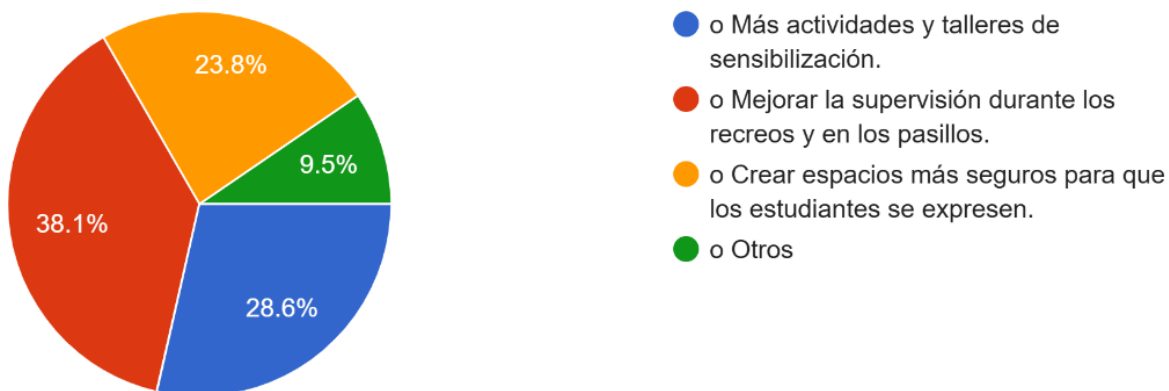 23.8%
9.5%
38.1%
28.6%
o Más actividades y talleres de
sensibilización.
o Mejorar la supervisión durante los
recreos y en los pasillos.
o Crear espacios más seguros para que
los estudiantes se expresen.
o Otros